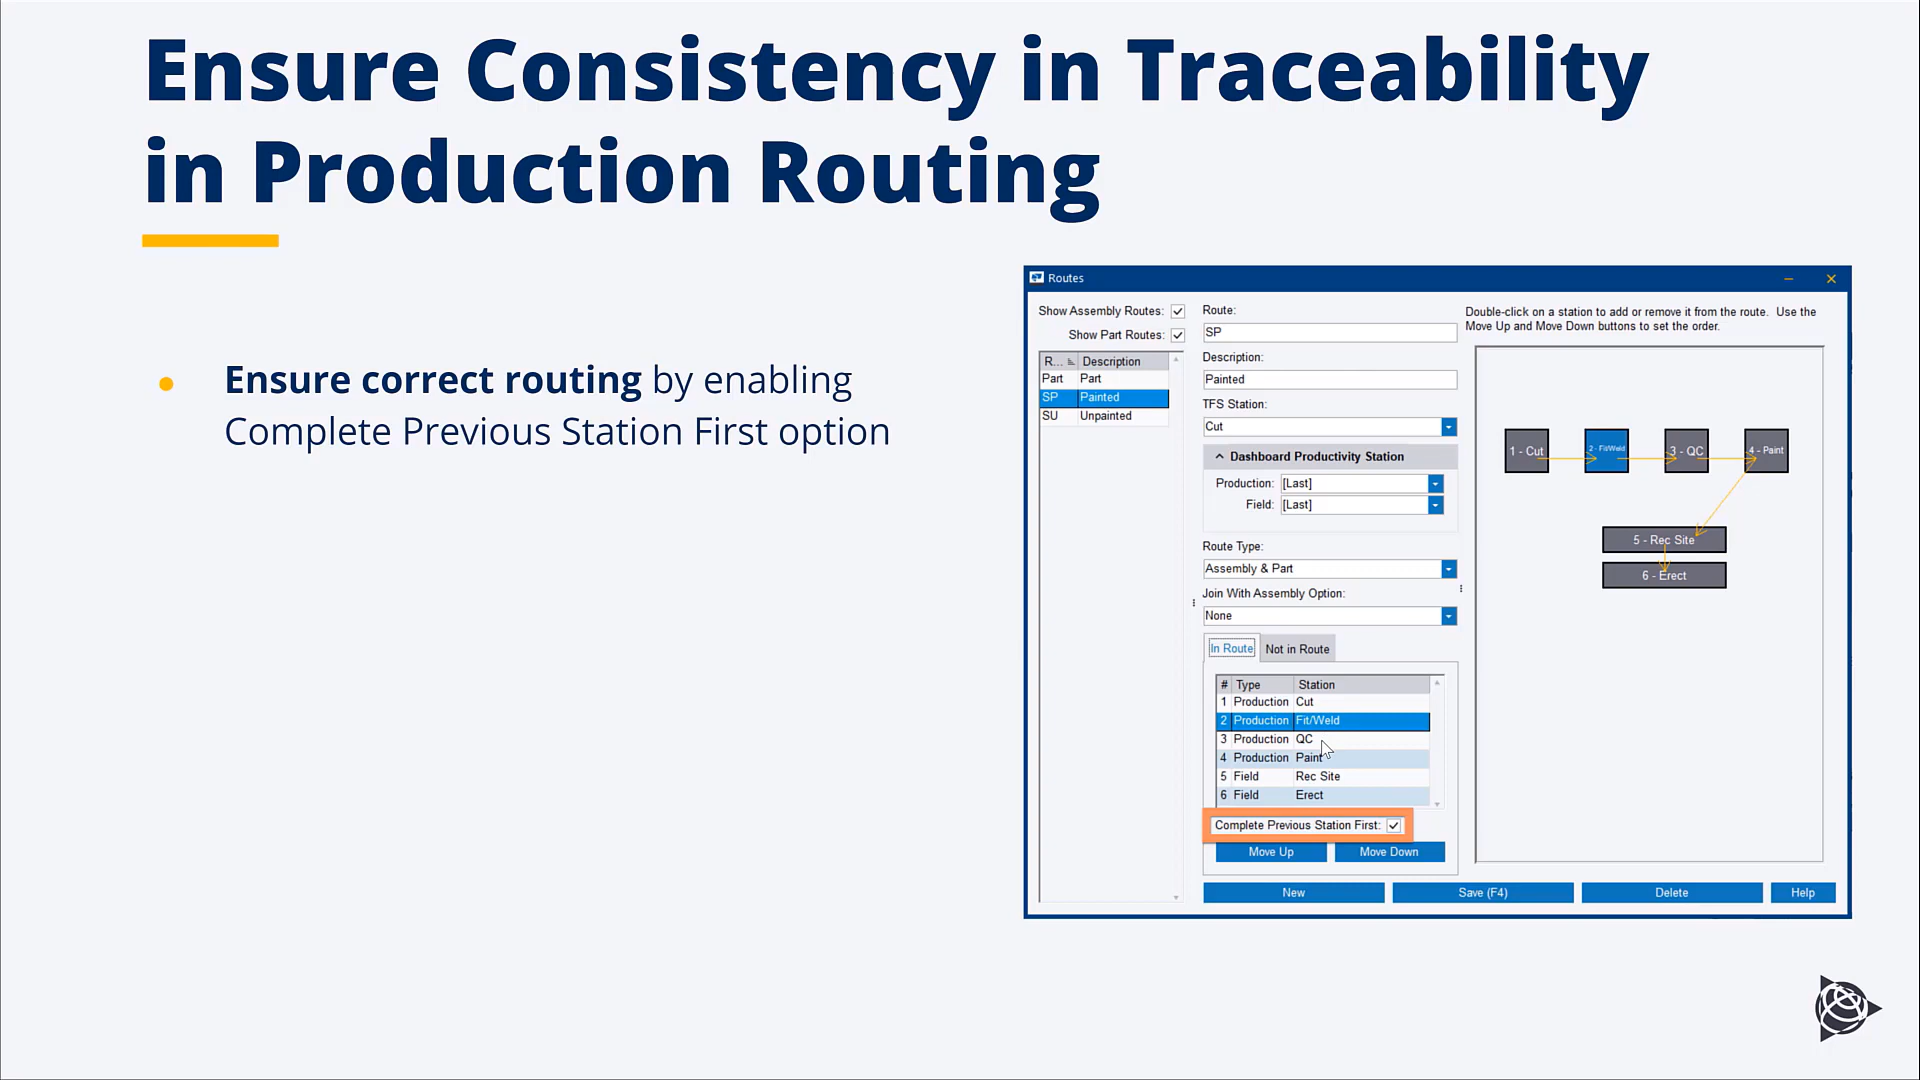 Ensure Consistency in Traceability
in Production Routing
Ensure correct routing by enabling
Complete Previous Station First option
Routes
Show Assembly Routes:
Show Part Routes:
R... Description
Part Part
SP Painted
SU Unpainted
Route:
SP
Description:
Painted
TFS Station:
Cut
Dashboard Productivity Station
Production: [Last]
Field: [Last]
Route Type:
Assembly & Part
Join With Assembly Option:
None
In Route Not in Route
# Type Station
1 Production Cut
2 Production Fit/Weld
3 Production QC
4 Production Paint
5 Field Rec Site
6 Field Erect
Complete Previous Station First:
Move Up Move Down
Double-click on a station to add or remove it from the route. Use the
Move Up and Move Down buttons to set the order.
1 - Cut 2 - Fit/Weld 3 - QC 4 - Paint
5 - Rec Site
6 - Erect
New Save (F4) Delete Help